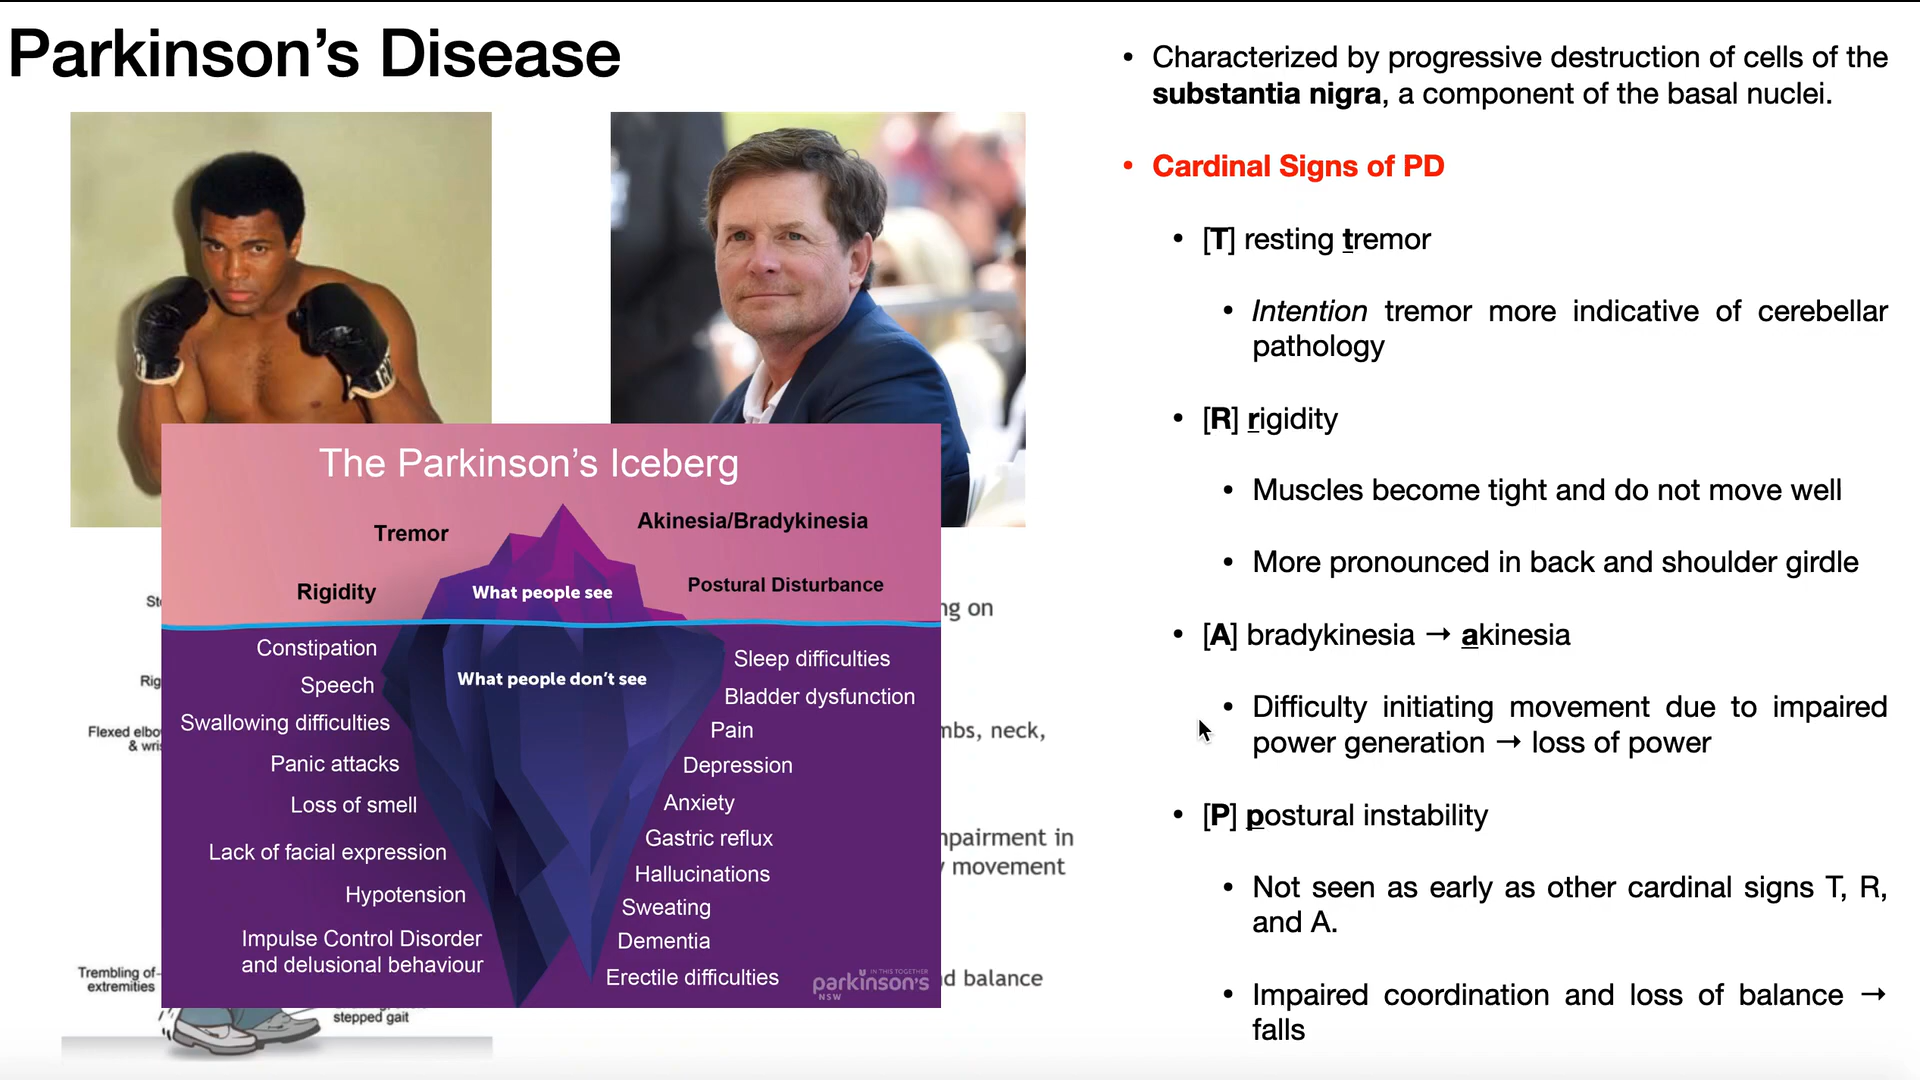 Parkinson’s Disease
The Parkinson’s Iceberg
Tremor
Akinesia/Bradykinesia
Rigidity
What people see
Postural Disturbance
Constipation
Speech
Swallowing difficulties
Panic attacks
Loss of smell
Lack of facial expression
Hypotension
Impulse Control Disorder
and delusional behaviour
What people don’t see
Sleep difficulties
Bladder dysfunction
Pain
Depression
Anxiety
Gastric reflux
Hallucinations
Sweating
Dementia
Erectile difficulties
IN THIS TOGETHER
parkinson’s
NSW
Flexed
& 
Trembling of
extremities
stepped gait
on
neck,
in
movement
balance
• Characterized by progressive destruction of cells of the
substantia nigra, a component of the basal nuclei.
• Cardinal Signs of PD
• [T] resting tremor
• Intention tremor more indicative of cerebellar
pathology
• [R] rigidity
• Muscles become tight and do not move well
• More pronounced in back and shoulder girdle
• [A] bradykinesia → akinesia
• Difficulty initiating movement due to impaired
power generation → loss of power
• [P] postural instability
• Not seen as early as other cardinal signs T, R,
and A.
• Impaired coordination and loss of balance →
falls